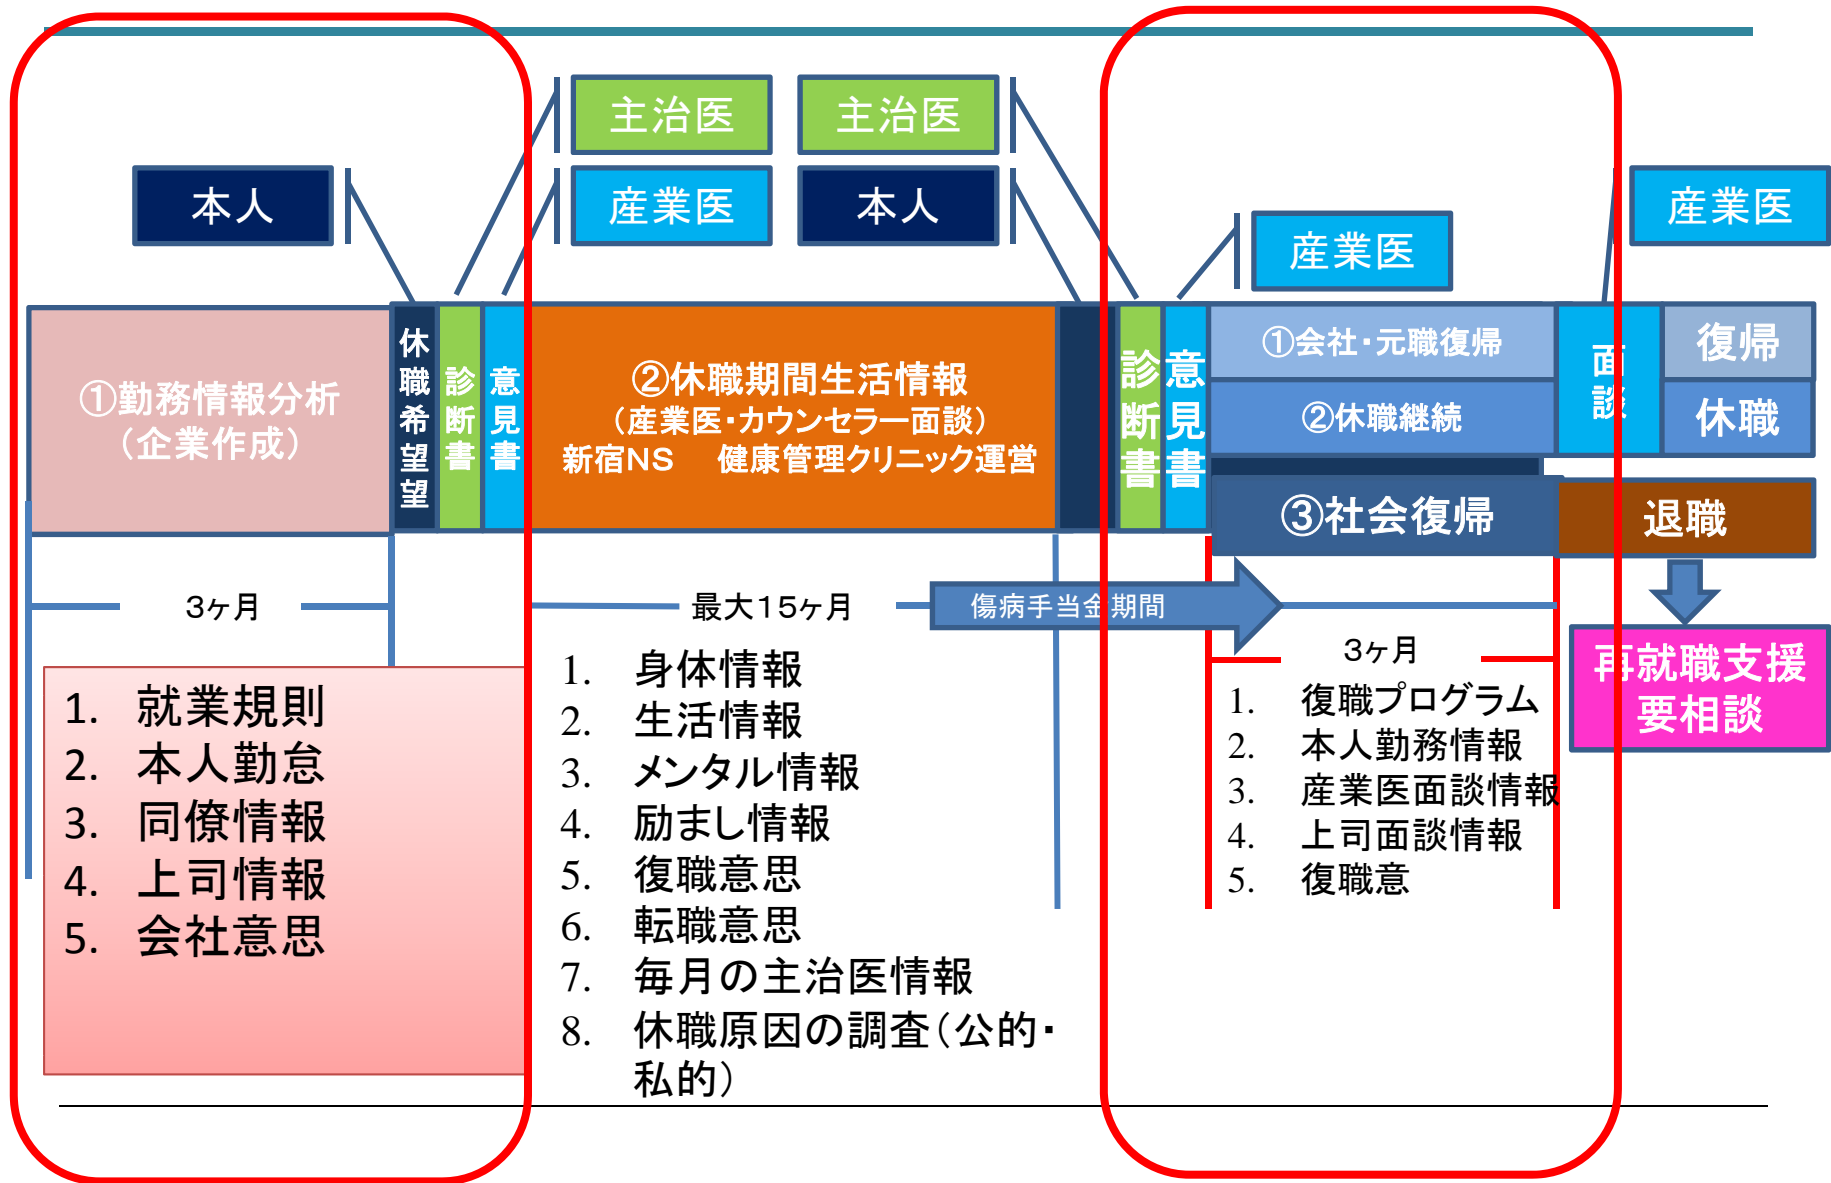 主治医
主治医
本人
産業医
本人
産業医
産業医
①勤務情報分析
（企業作成）
休職希望望
診断書
意見書
②休職期間生活情報
（産業医・カウンセラー面談）
新宿NS　健康管理クリニック運営
診断書
意見書
①会社・元職復帰
②休職継続
③社会復帰
面談
復帰
休職
退職
3ヶ月
最大15ヶ月
傷病手当金期間
3ヶ月
再就職支援
要相談
1. 就業規則
2. 本人勤怠
3. 同僚情報
4. 上司情報
5. 会社意思
1. 身体情報
2. 生活情報
3. メンタル情報
4. 励まし情報
5. 復職意思
6. 転職意思
7. 毎月の主治医情報
8. 休職原因の調査（公的・
私的）
1. 復職プログラム
2. 本人勤務情報
3. 産業医面談情報
4. 上司面談情報
5. 復職意